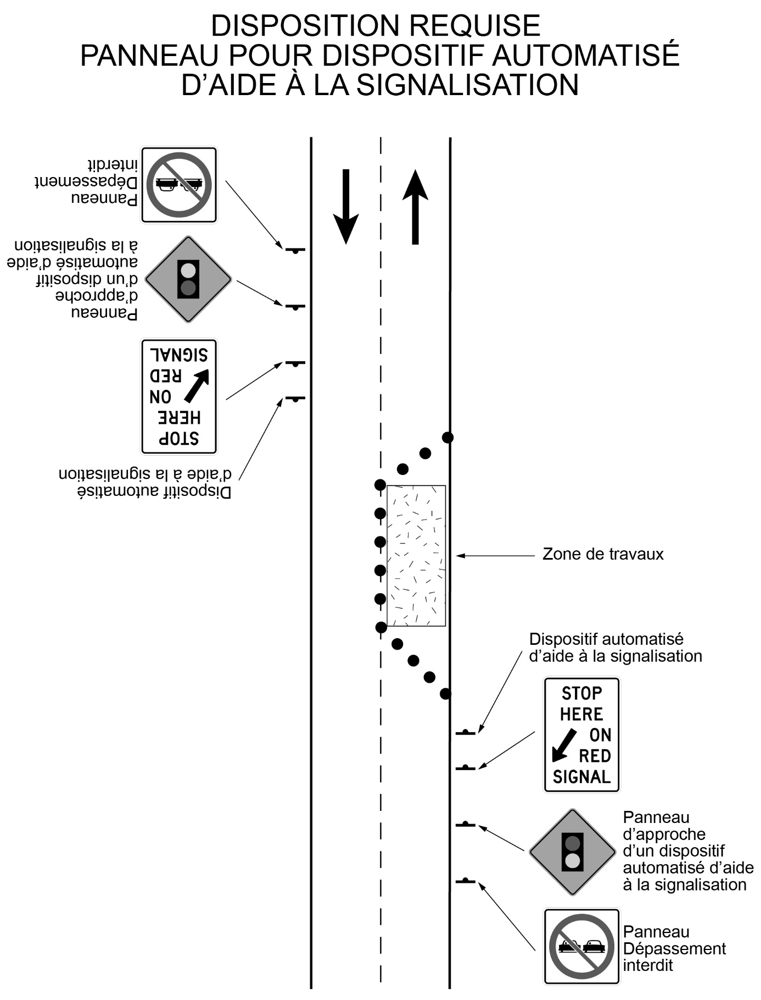 DISPOSITION REQUISE
PANNEAU POUR DISPOSITIF AUTOMATISÉ
D'AIDE À LA SIGNALISATION
Panneau
Dépassement
interdit
Panneau
d'approche
d'un dispositif
automatisé d'aide
à la signalisation
STOP
HERE
ON
RED
SIGNAL
Dispositif automatisé
d'aide à la signalisation
Zone de travaux
Dispositif automatisé
d'aide à la signalisation
STOP
HERE
ON
RED
SIGNAL
Panneau
d'approche
d'un dispositif
automatisé d'aide
à la signalisation
Panneau
Dépassement
interdit